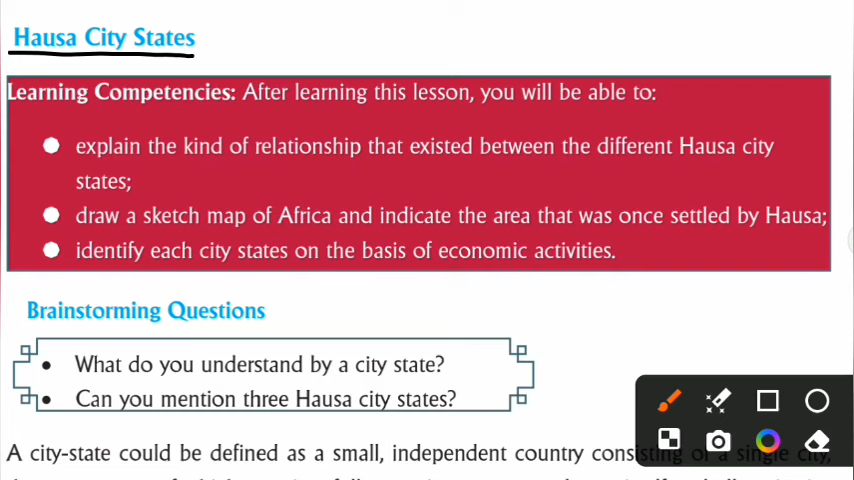 Hausa City States
Learning Competencies: After learning this lesson, you will be able to:
explain the kind of relationship that existed between the different Hausa city
states;
draw a sketch map of Africa and indicate the area that was once settled by Hausa;
identify each city states on the basis of economic activities.
Brainstorming Questions
• What do you understand by a city state?
• Can you mention three Hausa city states?
A city-state could be defined as a small, independent country consisting of a single city,